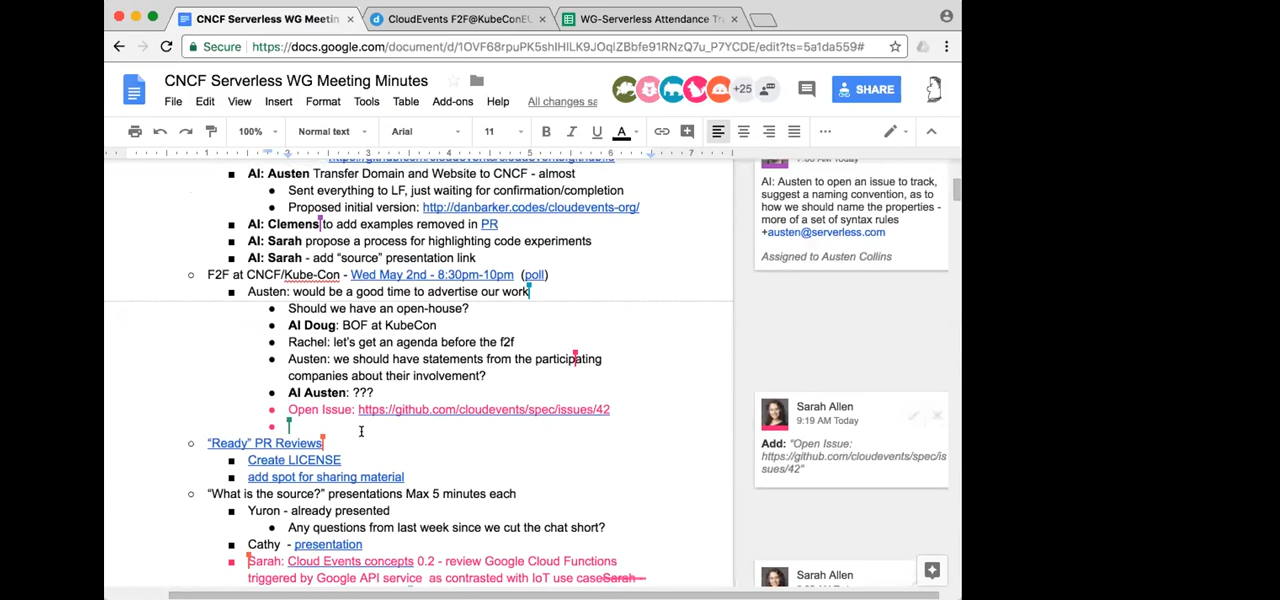 CNCF Serverless WG Meetin
CloudEvents F2F@KubeConEU
WG-Serverless Attendance Tr
Secure
https://docs.google.com/document/d/1OVF68rpuPK5shIHILK9JOqlZBbfe91RNzQ7u_P7YCDE/edit?ts=5a1da559#
CNCF Serverless WG Meeting Minutes
+25
SHARE
File Edit View Insert Format Tools Table Add-ons Help All changes sa
100% Normal text Arial 11 B I U A
1 2 3 4 5 6 7
AI: Austen Transfer Domain and Website to CNCF - almost
Sent everything to LF, just waiting for confirmation/completion
Proposed initial version: http://danbarker.codes/cloudevents-org/
AI: Clemens to add examples removed in PR
AI: Sarah propose a process for highlighting code experiments
AI: Sarah - add “source” presentation link
F2F at CNCF/Kube-Con - Wed May 2nd - 8:30pm-10pm (poll)
Austen: would be a good time to advertise our work
Should we have an open-house?
AI Doug: BOF at KubeCon
Rachel: let’s get an agenda before the f2f
Austen: we should have statements from the participating
companies about their involvement?
AI Austen: ???
Open Issue: https://github.com/cloudevents/spec/issues/42
“Ready” PR Reviews
Create LICENSE
add spot for sharing material
“What is the source?” presentations Max 5 minutes each
Yuron - already presented
Any questions from last week since we cut the chat short?
Cathy - presentation
Sarah: Cloud Events concepts 0.2 - review Google Cloud Functions
triggered by Google API service as contrasted with IoT use caseSarah –
AI: Austen to open an issue to track,
suggest a naming convention, as to
how we should name the properties -
more of a set of syntax rules
+austen@serverless.com
Assigned to Austen Collins
Sarah Allen
9:19 AM Today
Add: “Open Issue:
https://github.com/cloudevents/spec/is
sues/42”
Sarah Allen